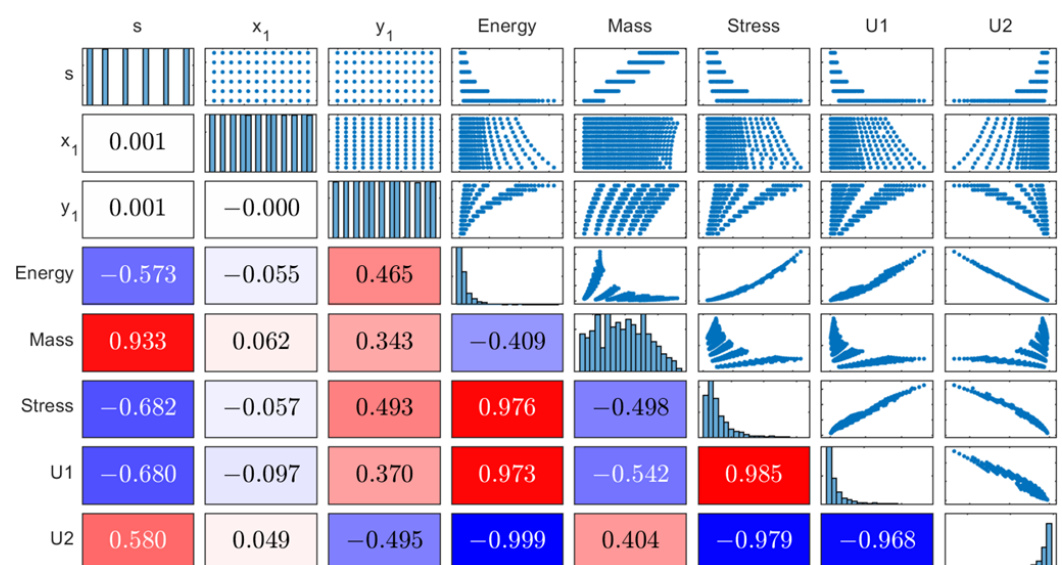 s x₁ y₁ Energy Mass Stress U1 U2
s
x₁ 0.001
y₁ 0.001 −0.000
Energy −0.573 −0.055 0.465
Mass 0.933 0.062 0.343 −0.409
Stress −0.682 −0.057 0.493 0.976 −0.498
U1 −0.680 −0.097 0.370 0.973 −0.542 0.985
U2 0.580 0.049 −0.495 −0.999 0.404 −0.979 −0.968